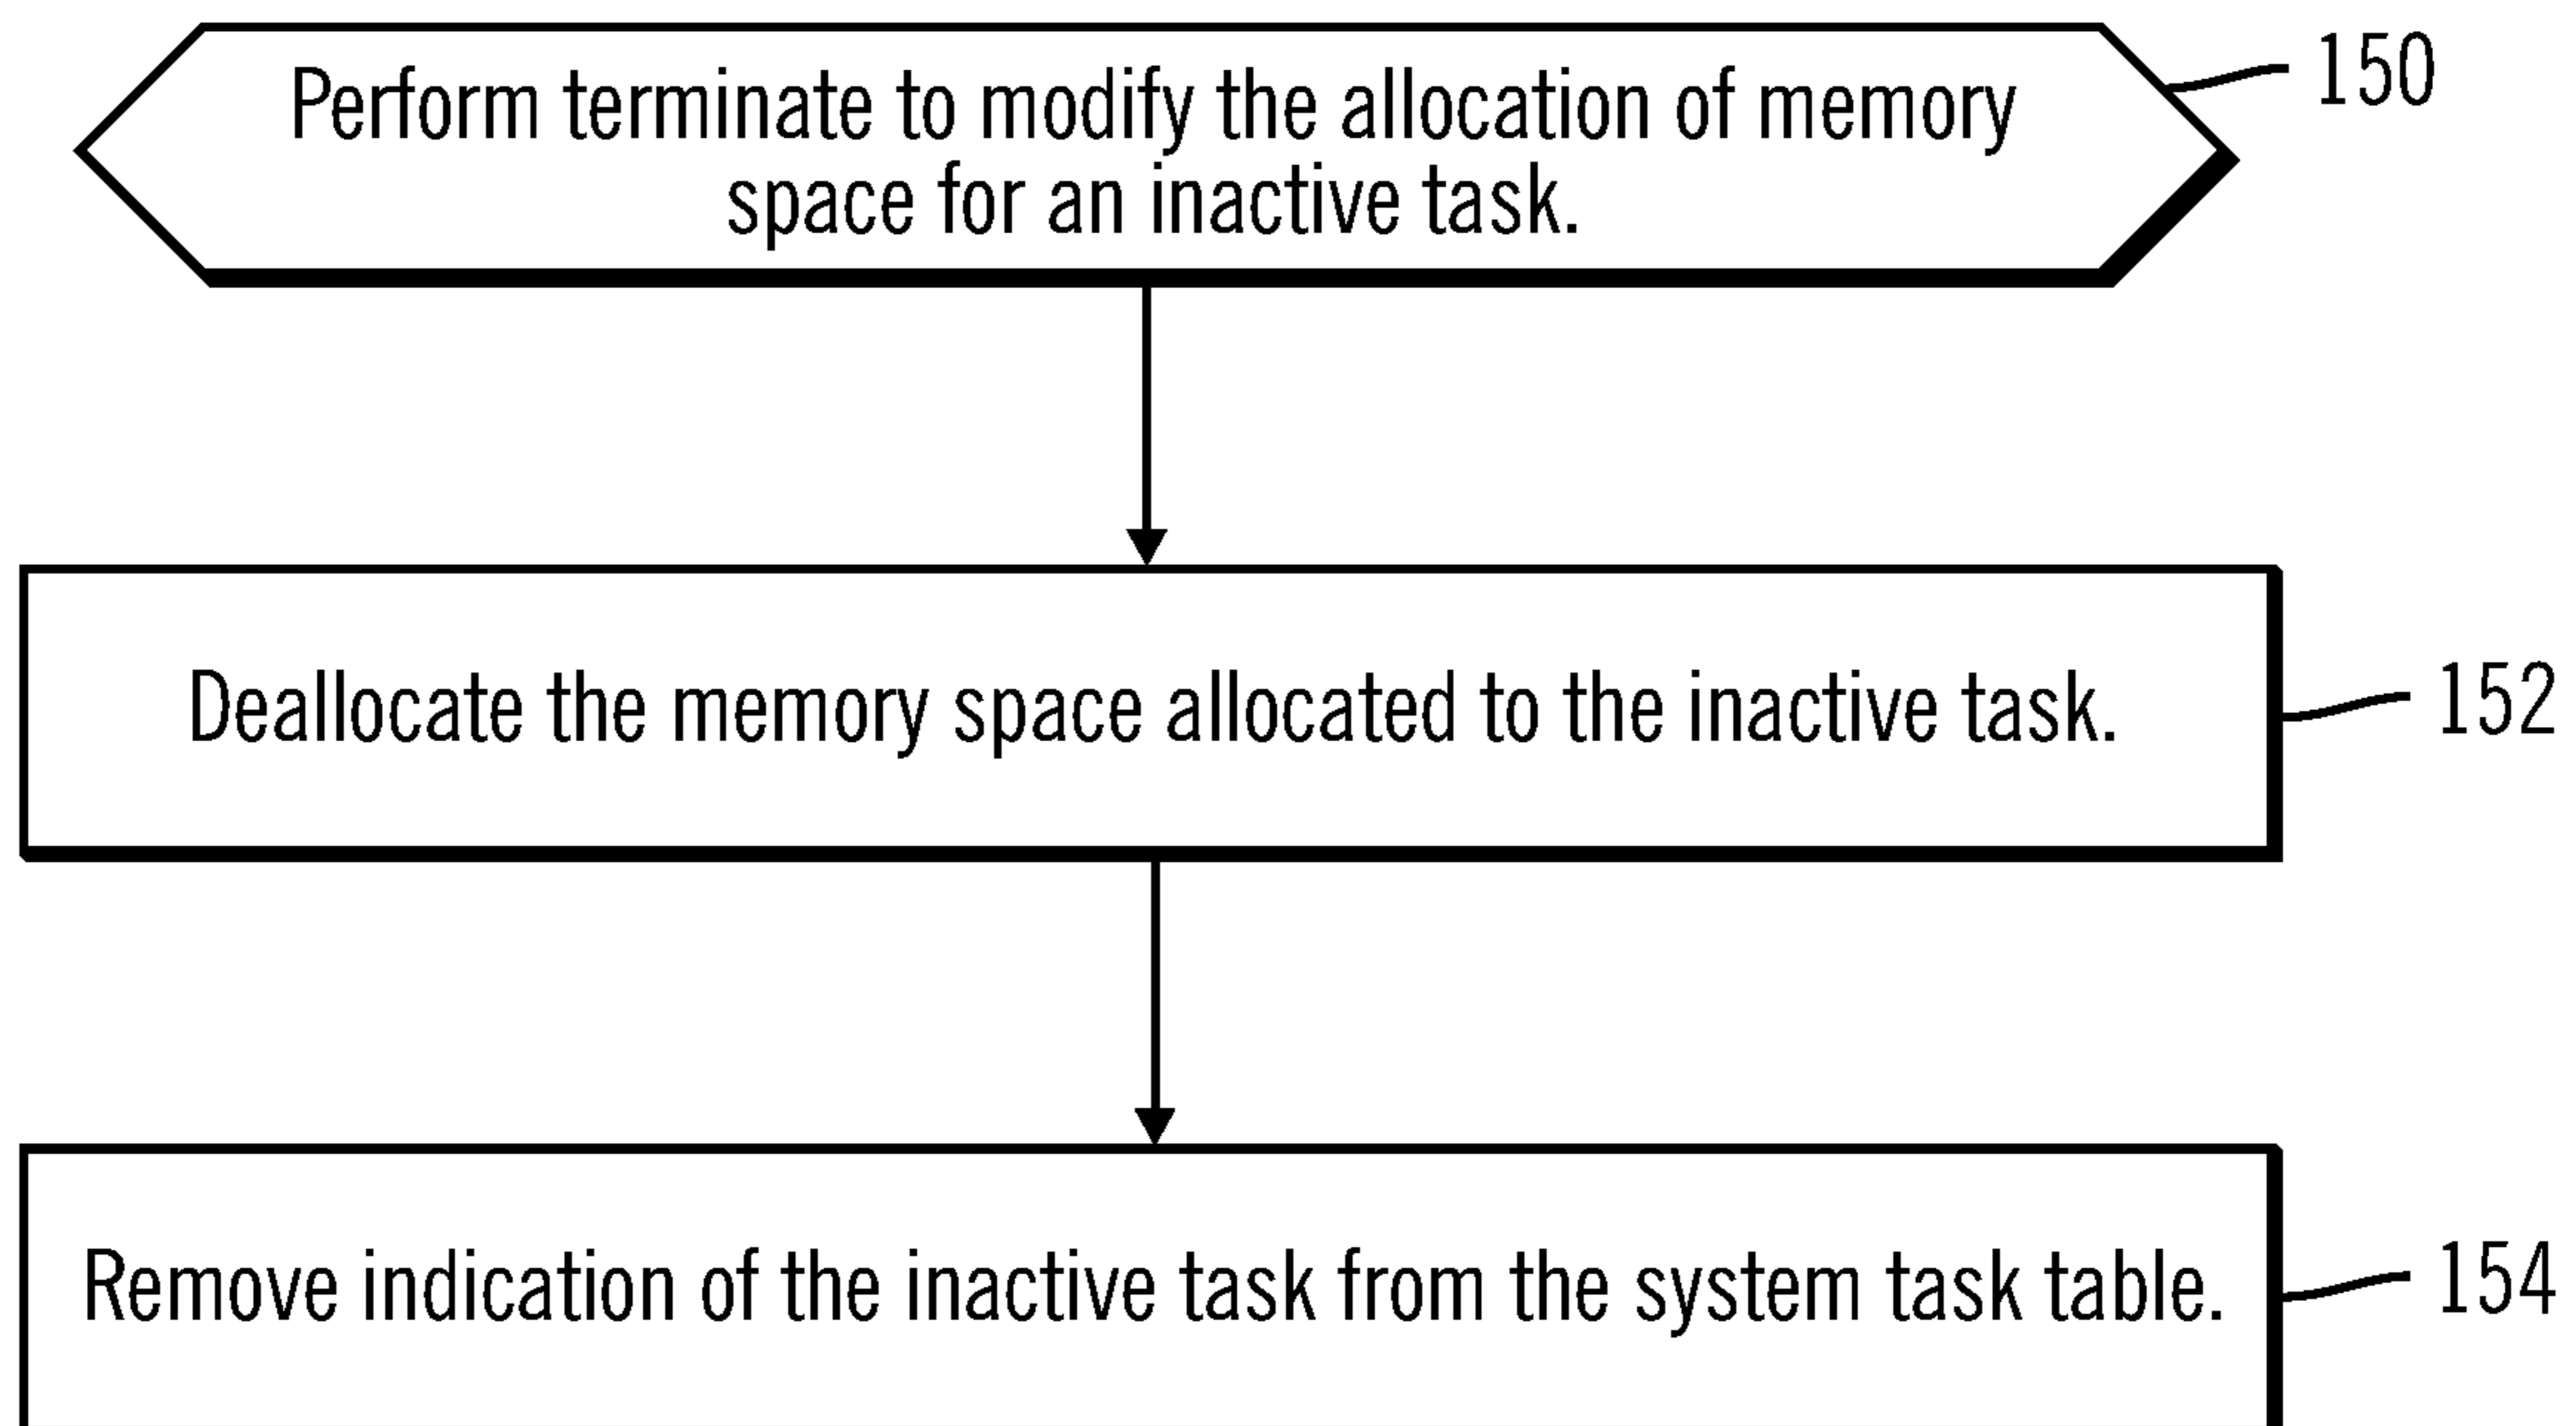 Perform terminate to modify the allocation of memory
space for an inactive task.
150
Deallocate the memory space allocated to the inactive task.
152
Remove indication of the inactive task from the system task table.
154